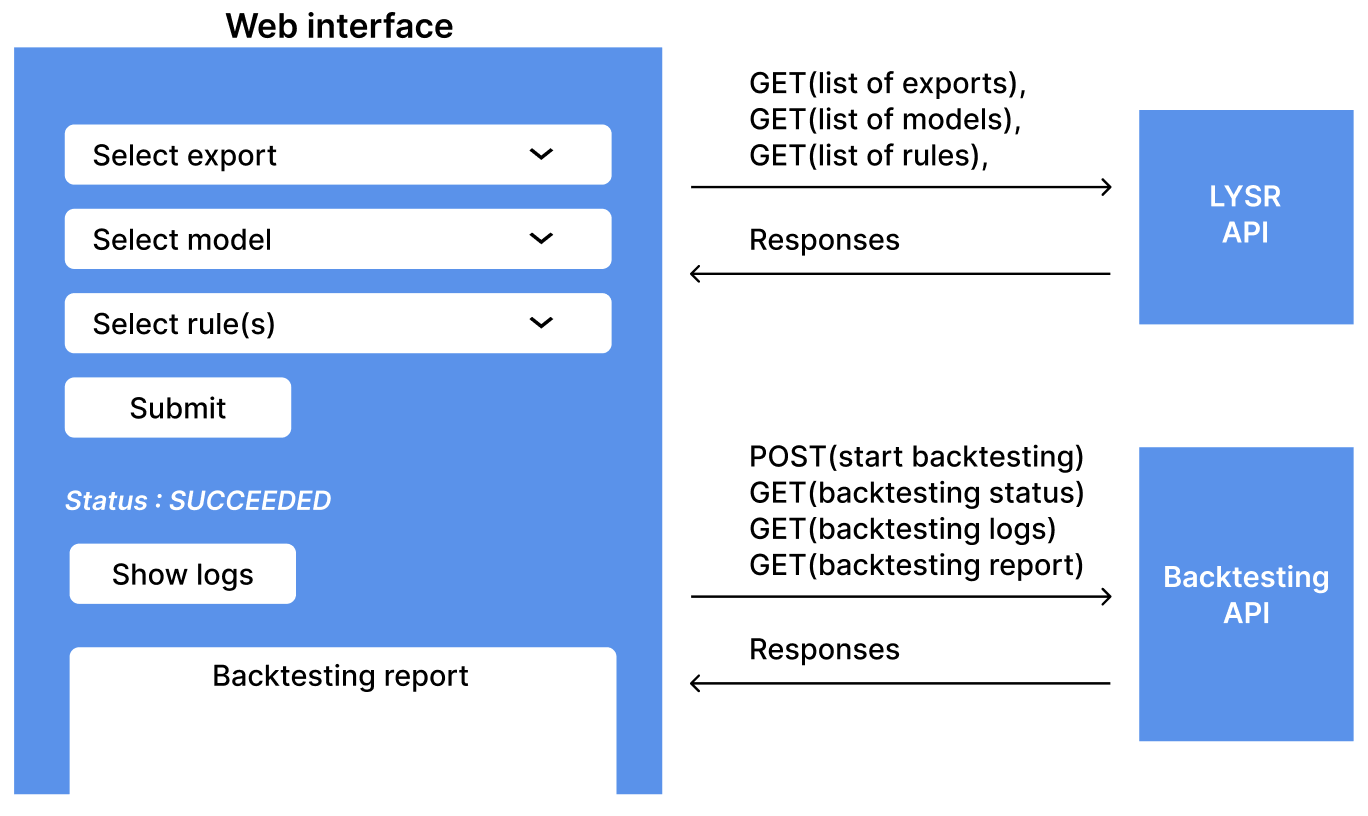 Web interface
Select export
Select model
Select rule(s)
Submit
Status : SUCCEEDED
Show logs
Backtesting report
GET(list of exports),
GET(list of models),
GET(list of rules),
Responses
LYSR
API
POST(start backtesting)
GET(backtesting status)
GET(backtesting logs)
GET(backtesting report)
Responses
Backtesting
API